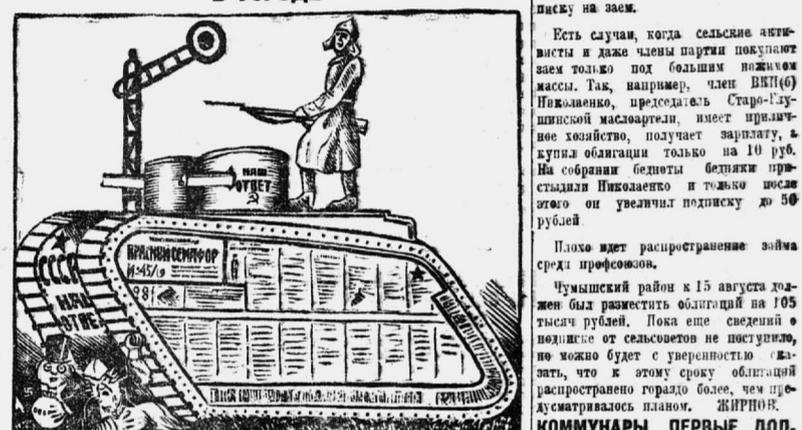 НАШ
ОТВЕТ
КРАСНЫЙ СЕМАФОР
СССР
НАШ
ОТВЕТ
писку на заем.
Есть случаи, когда сельские акти-
висты и даже члены партии покупают
заем только под большим нажимом
массы. Так, например, член ВКП(б)
Николаенко, председатель Старо-Глу-
шинской маслоартели, имеет прилич-
ное хозяйство, получает зарплату, а
купил облигации только на 10 руб.
На собрании бедноты бедняки при-
стыдили Николаенко и только после
этого он увеличил подписку до 50
рублей
Плохо идет распространение займа
среди профсоюзов.
Чумышский район к 15 августа дол-
жен был разместить облигаций на 105
тысяч рублей. Пока еще сведений о
подписке от сельсоветов не поступило,
но можно будет с уверенностью ска-
зать, что к этому сроку облигаций
распространено гораздо более, чем пре-
дусматривалось планом. ЖИРНОВ.
КОММУНАРЫ ПЕРВЫЕ